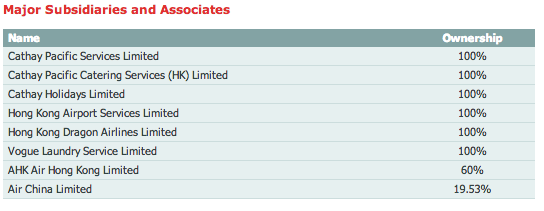 Major Subsidiaries and Associates
Name Ownership
Cathay Pacific Services Limited 100%
Cathay Pacific Catering Services (HK) Limited 100%
Cathay Holidays Limited 100%
Hong Kong Airport Services Limited 100%
Hong Kong Dragon Airlines Limited 100%
Vogue Laundry Service Limited 100%
AHK Air Hong Kong Limited 60%
Air China Limited 19.53%